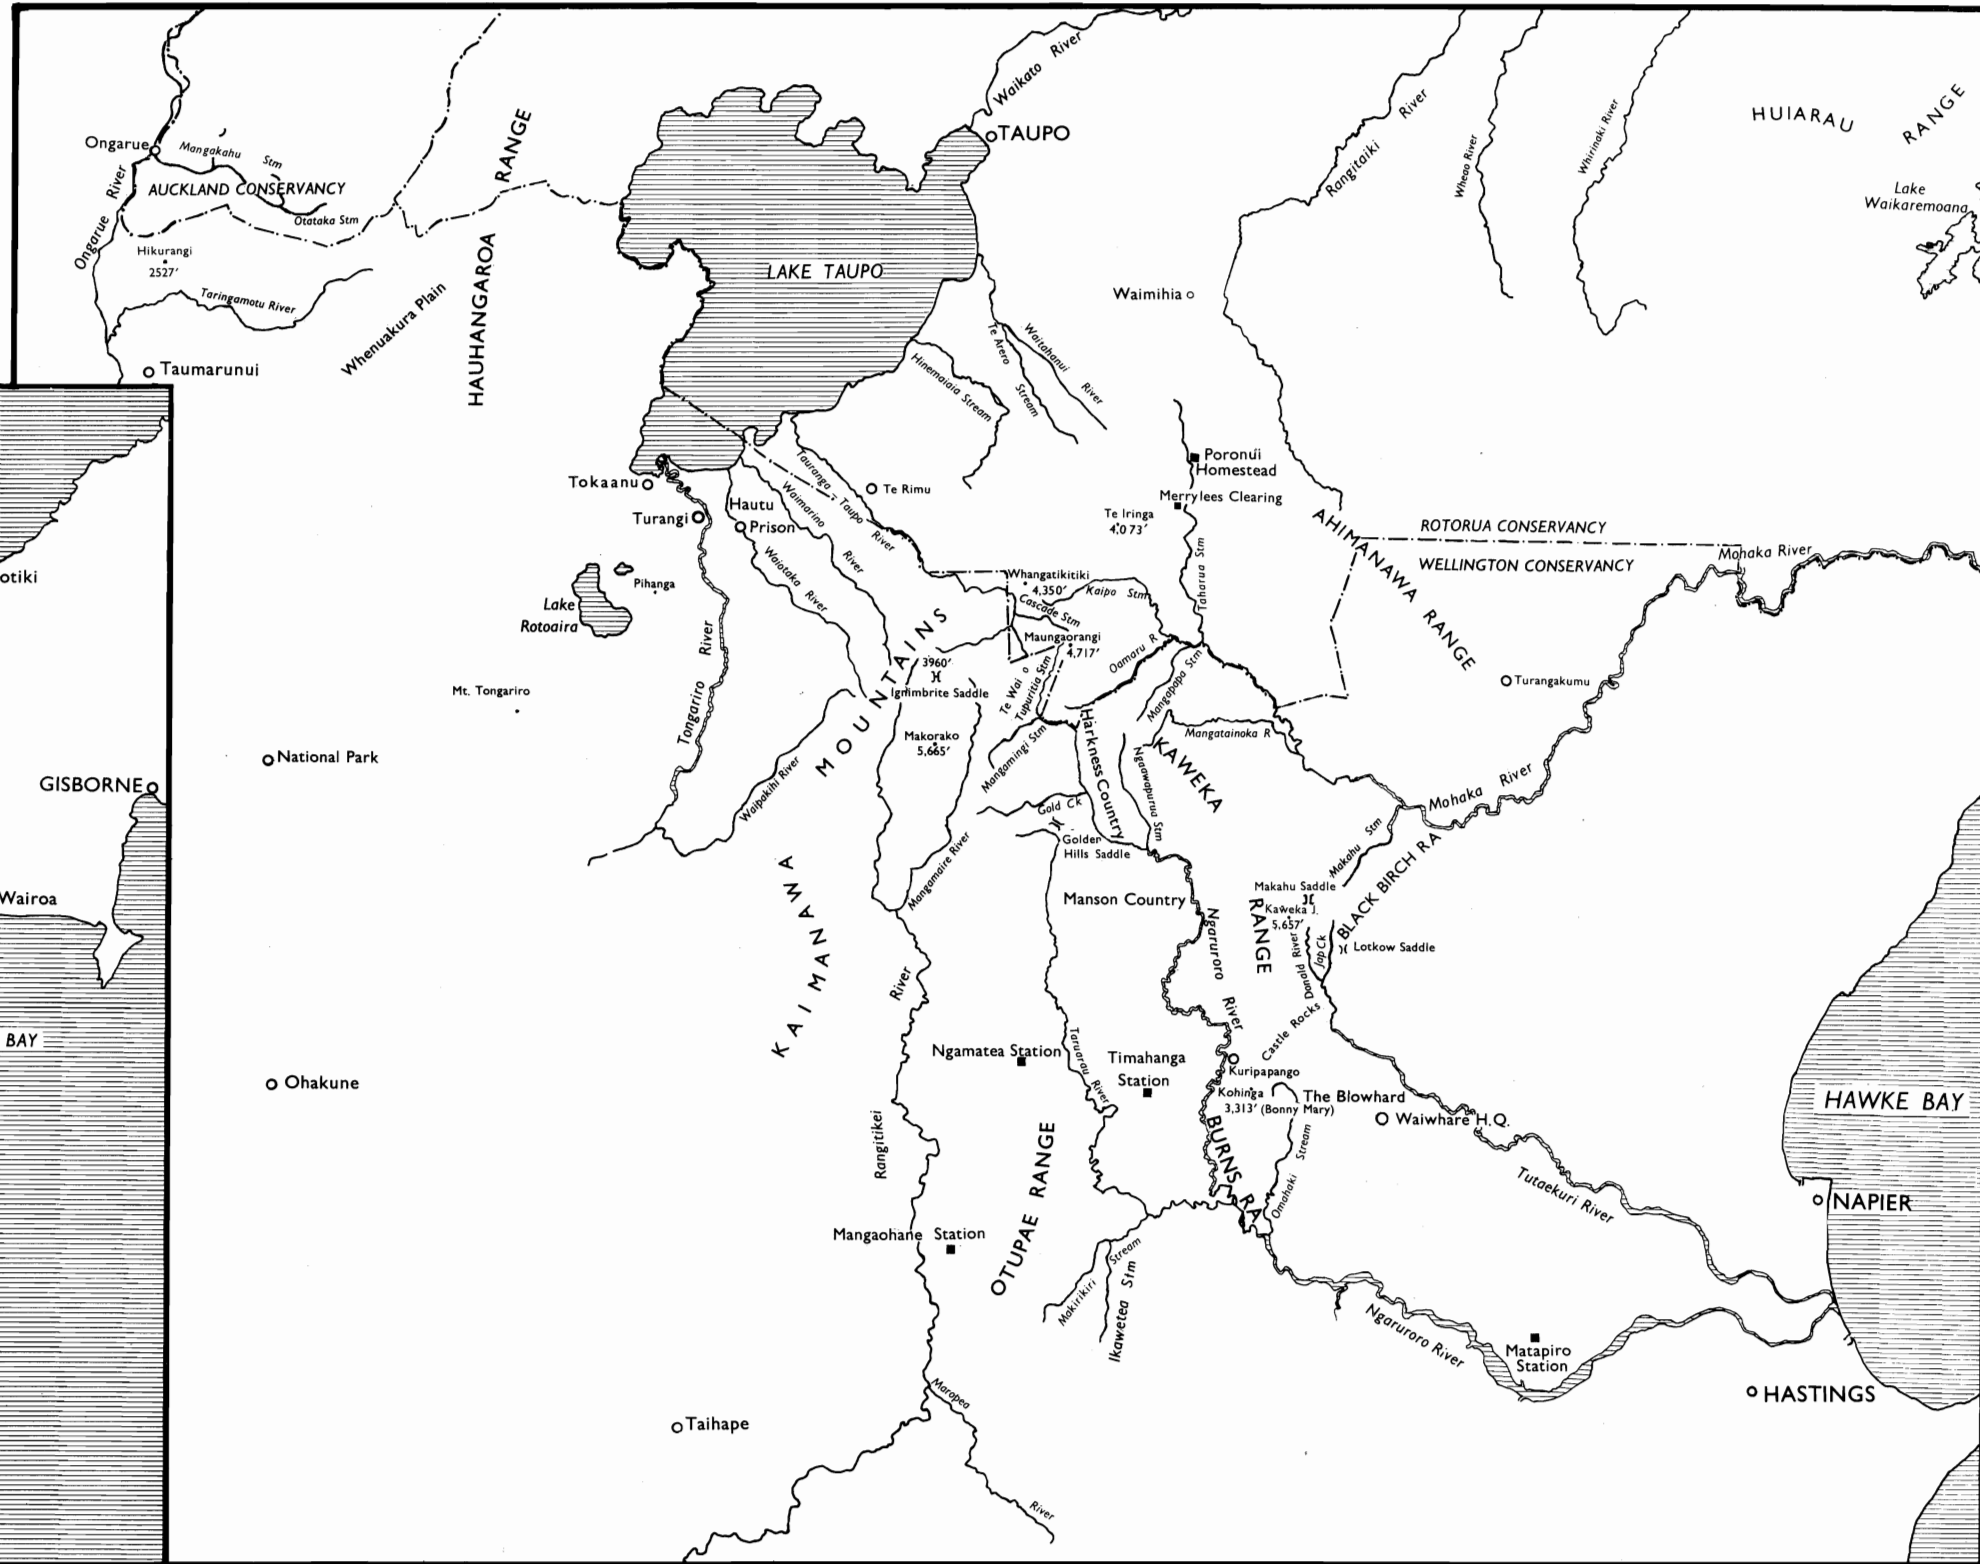 Waikato River
TAUPO
Ongarue
Mangakahu Stm
AUCKLAND CONSERVANCY
Ongarue River
Otataka Stm
Ongarue
Hikurangi
2527'
Taringamotu River
Whenuakura Plain
HAUHANGAROA RANGE
Taumarunui
LAKE TAUPO
Rangitaiki River
Wheao River
Whirinaki River
HUIARAU RANGE
Lake
Waikaremoana
Waimihia
Te Arero Stream
Waitahanui River
Hinemaiaia Stream
Poronui
Homestead
Merrylees Clearing
Te Iringa
4,073'
Taharua Stm
Tokaanu
Turangi
Hautu
Prison
Te Rimu
Tauranga - Taupo River
Waimarino River
Waiotaka River
Pihanga
Lake
Rotoaira
Tongariro River
Mt. Tongariro
National Park
AHIMANAWA RANGE
ROTORUA CONSERVANCY
WELLINGTON CONSERVANCY
Mohaka River
Whangatikitiki
4,350'
Kaipo Stm
Cascade Stm
Maungaorangi
4,717'
Oamaru R
Te Wai o
Tupuritia Stm
Mangapapa Stm
Mangatainoka R
Turangakumu
3960'
Ignimbrite Saddle
Makorako
5,665'
Mangamingi Stm
Harkness Country
Ngaawapurua Stm
KAWEKA RANGE
Waipakihi River
KAIMANAWA MOUNTAINS
Mangamaire River
Gold Ck
Golden
Hills Saddle
Manson Country
Mohaka River
Makahu Stm
BLACK BIRCH RA
Makahu Saddle
Kaweka J.
5,657'
Donald River
Jap Ck
Lotkow Saddle
Ngaruroro River
Castle Rocks
Rangitikei River
Ngamatea Station
Taruarau River
Timahanga
Station
Kuripapango
Kohinga
3,313' (Bonny Mary)
The Blowhard
Waiwhare H.Q.
BURNS RA
Omahaki Stream
Tutaekuri River
Ohakune
OTUPAE RANGE
Mangaohane Station
Makirikiri Stream
Ikawetea Stm
Ngaruroro River
Matapiro
Station
HAWKE BAY
NAPIER
HASTINGS
Taihape
Maropea River
otiki
GISBORNE
Wairoa
BAY